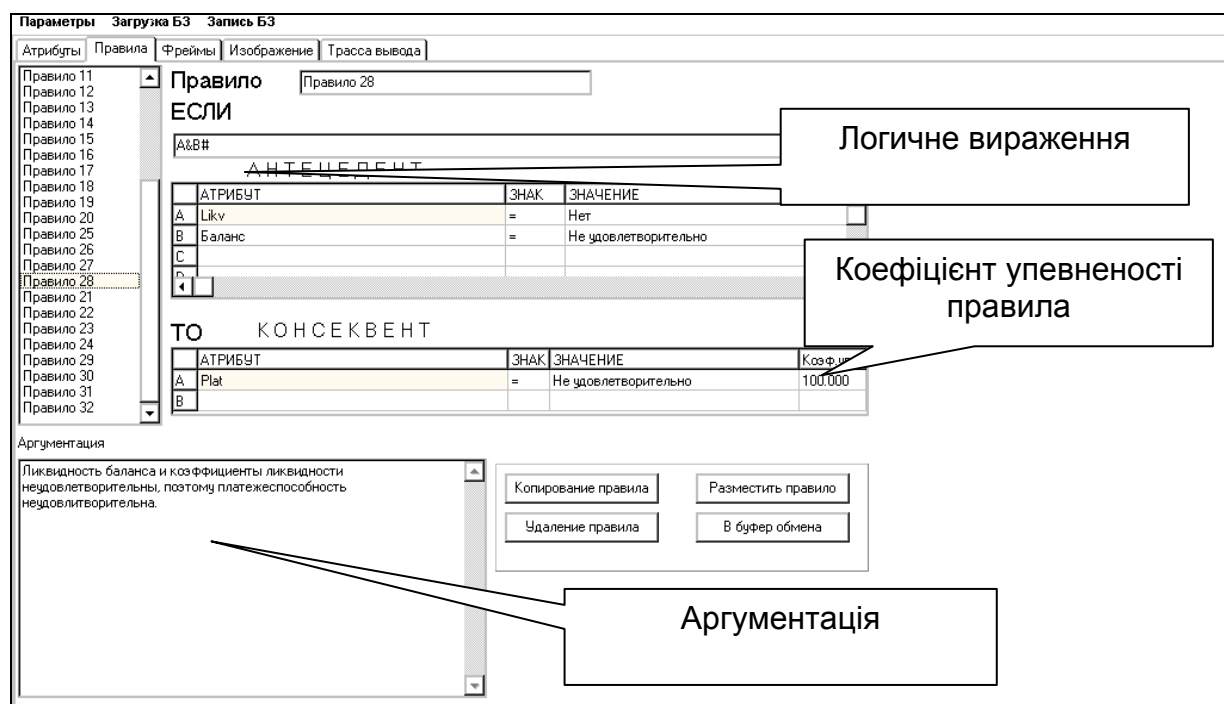 Параметры Загрузка БЗ Запись БЗ
Атрибуты Правила Фреймы Изображение Трасса вывода
Правило 11
Правило 12
Правило 13
Правило 14
Правило 15
Правило 16
Правило 17
Правило 18
Правило 19
Правило 20
Правило 25
Правило 26
Правило 27
Правило 28
Правило 21
Правило 22
Правило 23
Правило 24
Правило 29
Правило 30
Правило 31
Правило 32
Правило Правило 28
ЕСЛИ
A&B#
АНТЕЦЕДЕНТ
АТРИБУТ ЗНАК ЗНАЧЕНИЕ
A Likv = Нет
B Баланс = Не удовлетворительно
C
D
ТО КОНСЕКВЕНТ
АТРИБУТ ЗНАК ЗНАЧЕНИЕ Коэф.ув
A Plat = Не удовлетворительно 100.000
B
Логичне вираження
Коефіцієнт упевненості
правила
Аргументация
Ликвидность баланса и коэффициенты ликвидности
неудовлетворительны, поэтому платежеспособность
неудовлитворительна.
Копирование правила Разместить правило
Удаление правила В буфер обмена
Аргументація